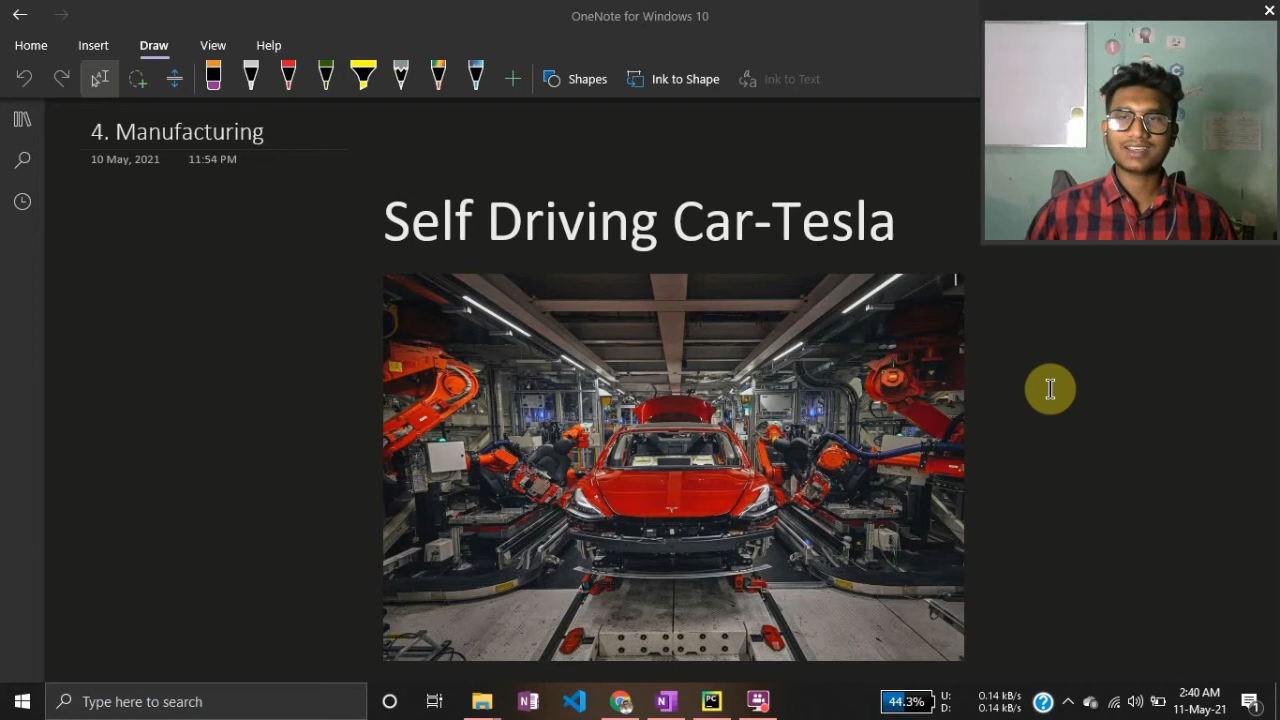 OneNote for Windows 10
Home Insert Draw View Help
Shapes Ink to Shape Ink to Text
4. Manufacturing
10 May, 2021 11:54 PM
Self Driving Car-Tesla
Type here to search
44.3%
U: 0.14 kB/s
D: 0.14 kB/s
2:40 AM
11-May-21
1